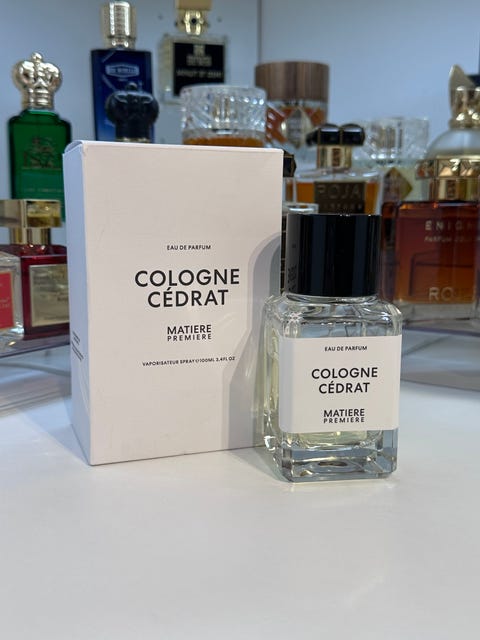 EAU DE PARFUM
COLOGNE
CÉDRAT
MATIERE
PREMIERE
VAPORISATEUR SPRAY 100ML 3.4FL OZ
EAU DE PARFUM
COLOGNE
CÉDRAT
MATIERE
PREMIERE
ROJA
ENIGMA
ROJA